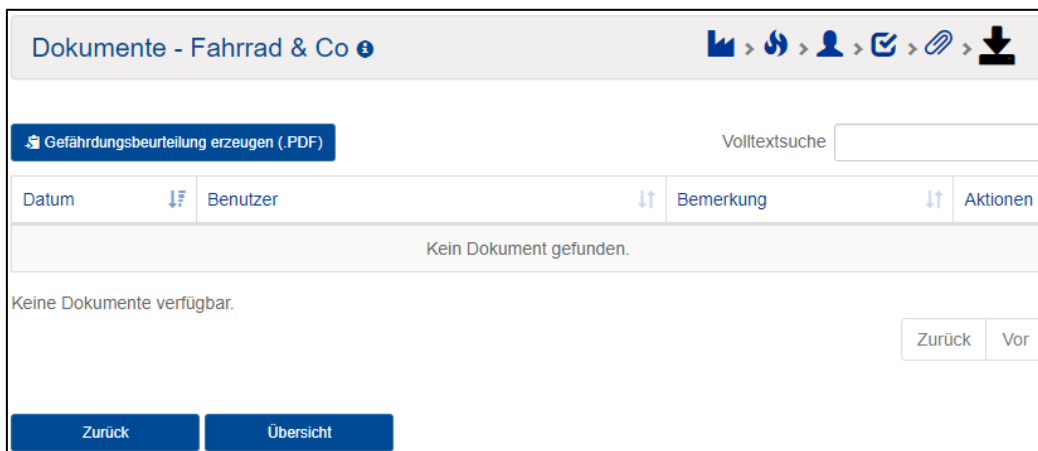 Dokumente - Fahrrad & Co
Gefährdungsbeurteilung erzeugen (.PDF)
Volltextsuche
Datum Benutzer Bemerkung Aktionen
Kein Dokument gefunden.
Keine Dokumente verfügbar.
Zurück Vor
Zurück Übersicht